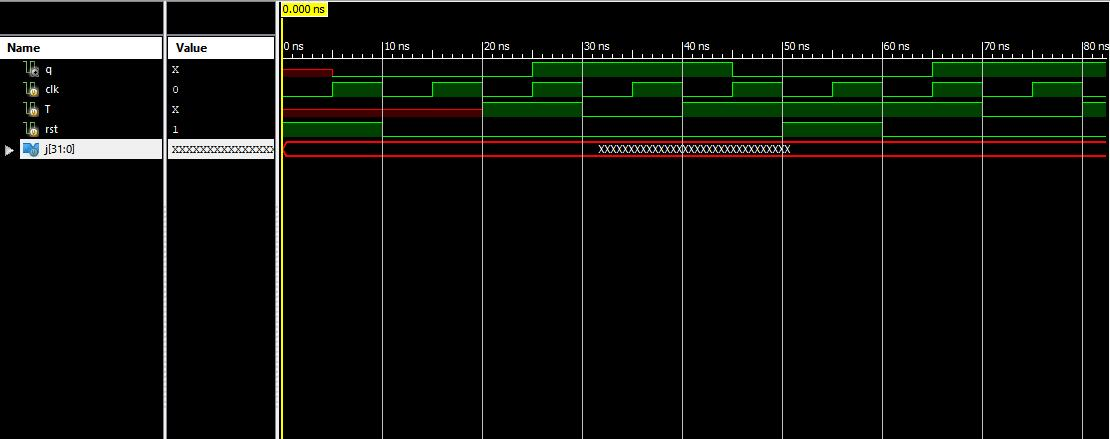 0.000 ns
Name Value
0 ns 10 ns 20 ns 30 ns 40 ns 50 ns 60 ns 70 ns 80 ns
q X
clk 0
T X
rst 1
j[31:0] XXXXXXXXXXXXXXX XXXXXXXXXXXXXXXXXXXXXXXXXXXXXXXX